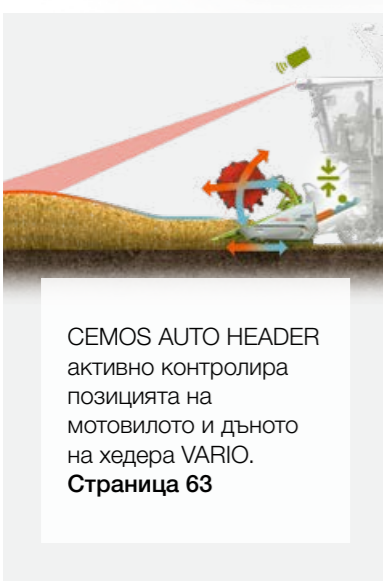 CEMOS AUTO HEADER
активно контролира
позицията на
мотовилото и дъното
на хедера VARIO.
Страница 63